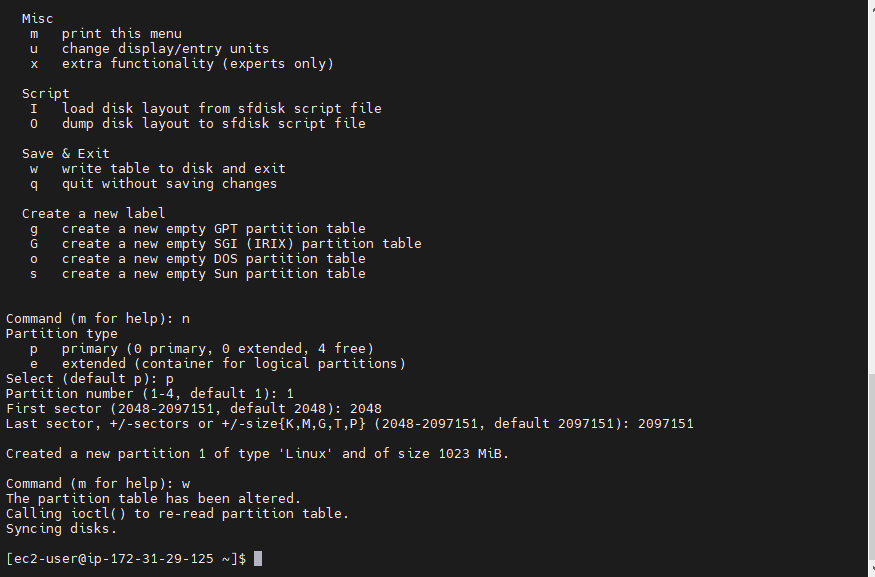 Misc
m   print this menu
u   change display/entry units
x   extra functionality (experts only)
Script
I   load disk layout from sfdisk script file
O   dump disk layout to sfdisk script file
Save & Exit
w   write table to disk and exit
q   quit without saving changes
Create a new label
g   create a new empty GPT partition table
G   create a new empty SGI (IRIX) partition table
o   create a new empty DOS partition table
s   create a new empty Sun partition table
Command (m for help): n
Partition type
p   primary (0 primary, 0 extended, 4 free)
e   extended (container for logical partitions)
Select (default p): p
Partition number (1-4, default 1): 1
First sector (2048-2097151, default 2048): 2048
Last sector, +/-sectors or +/-size{K,M,G,T,P} (2048-2097151, default 2097151): 2097151
Created a new partition 1 of type 'Linux' and of size 1023 MiB.
Command (m for help): w
The partition table has been altered.
Calling ioctl() to re-read partition table.
Syncing disks.
[ec2-user@ip-172-31-29-125 ~]$